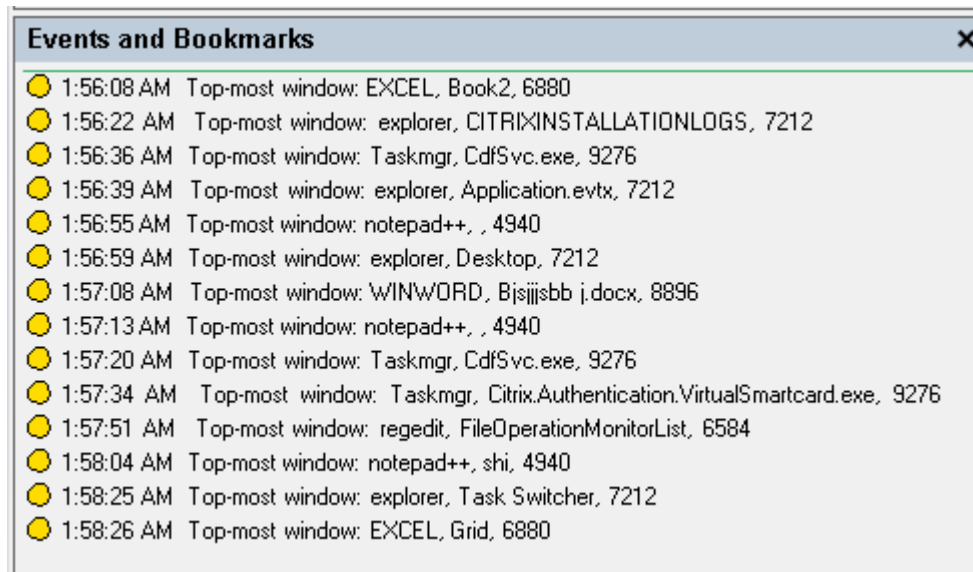 Events and Bookmarks
1:56:08 AM Top-most window: EXCEL, Book2, 6880
1:56:22 AM Top-most window: explorer, CITRIXINSTALLATIONLOGS, 7212
1:56:36 AM Top-most window: Taskmgr, CdfSvc.exe, 9276
1:56:39 AM Top-most window: explorer, Application.evtx, 7212
1:56:55 AM Top-most window: notepad++, , 4940
1:56:59 AM Top-most window: explorer, Desktop, 7212
1:57:08 AM Top-most window: WINWORD, Bjsjjjsbb j.docx, 8896
1:57:13 AM Top-most window: notepad++, , 4940
1:57:20 AM Top-most window: Taskmgr, CdfSvc.exe, 9276
1:57:34 AM Top-most window: Taskmgr, Citrix.Authentication.VirtualSmartcard.exe, 9276
1:57:51 AM Top-most window: regedit, FileOperationMonitorList, 6584
1:58:04 AM Top-most window: notepad++, shi, 4940
1:58:25 AM Top-most window: explorer, Task Switcher, 7212
1:58:26 AM Top-most window: EXCEL, Grid, 6880